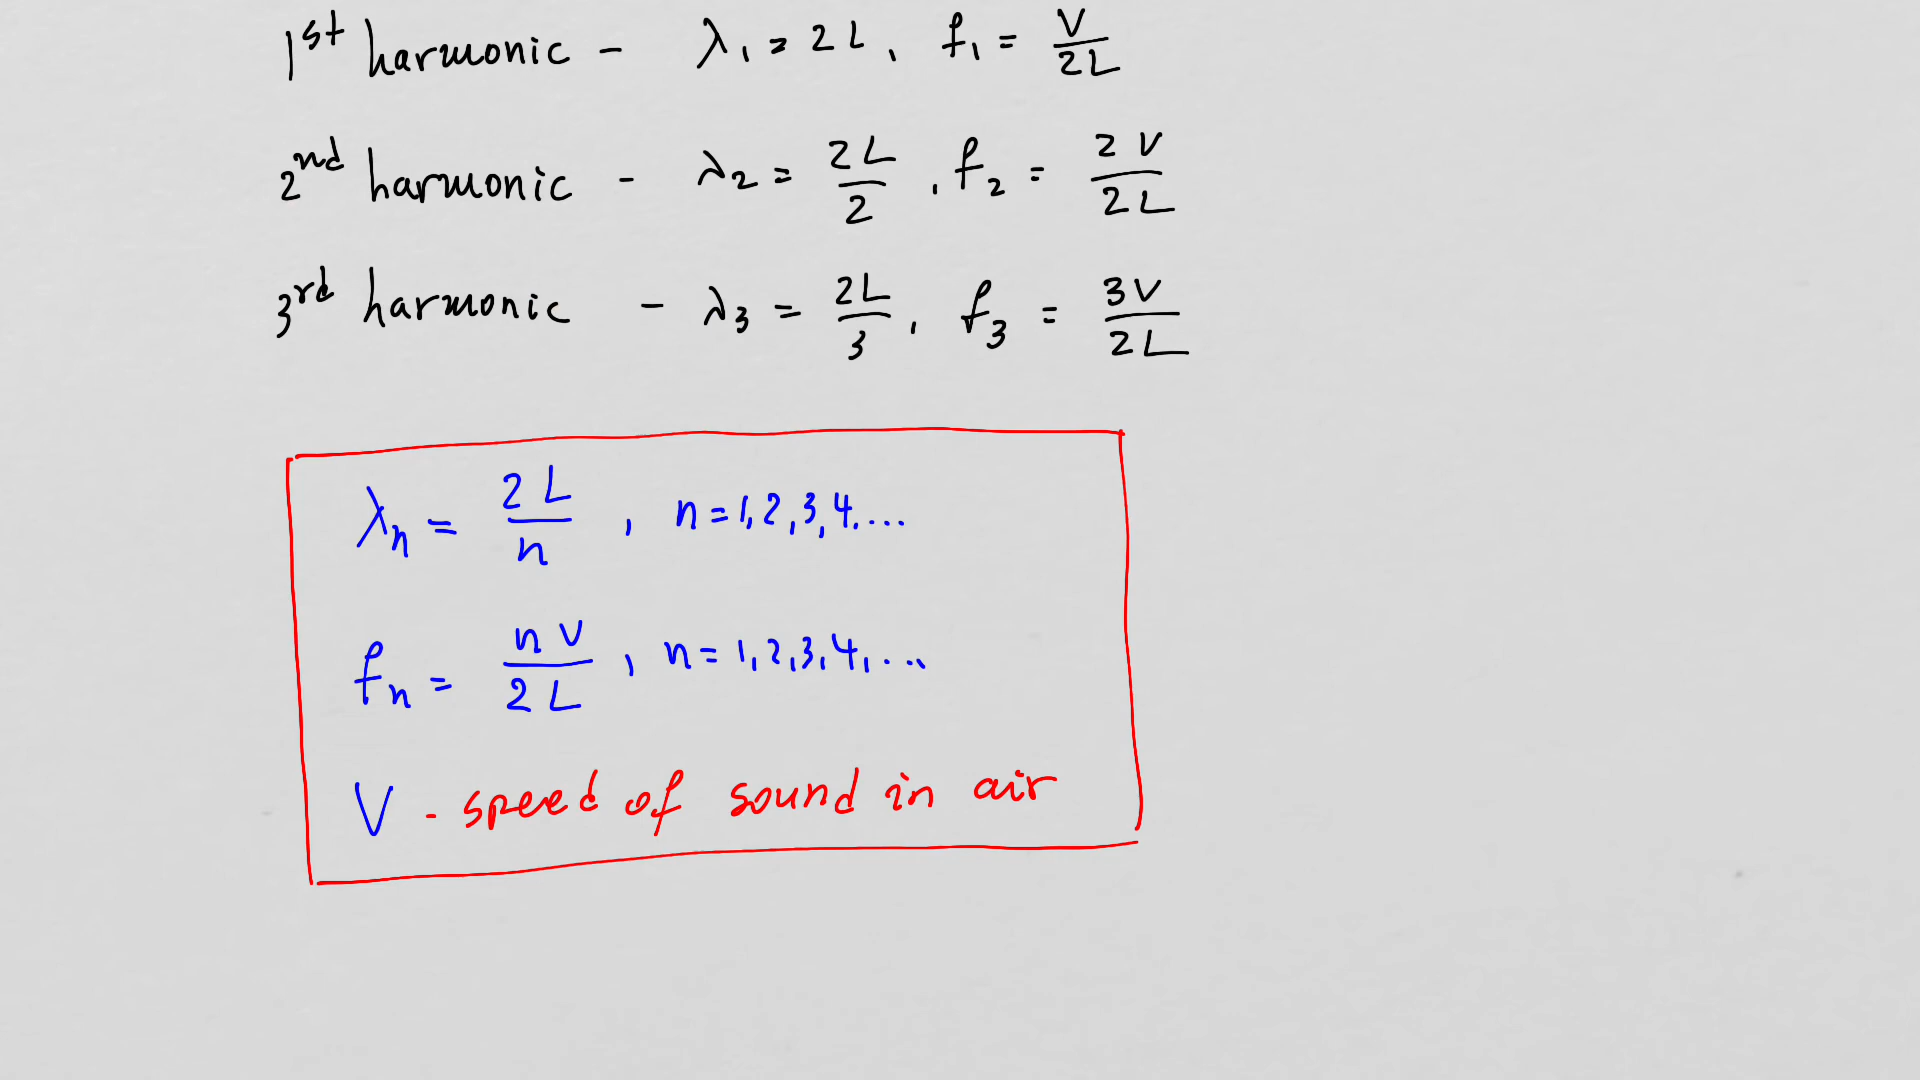 1st harmonic - λ₁ = 2L, f₁ = V/2L
2nd harmonic - λ₂ = 2L/2, f₂ = 2V/2L
3rd harmonic - λ₃ = 2L/3, f₃ = 3V/2L
λₙ = 2L/n, n=1,2,3,4,...
fₙ = nV/2L, n=1,2,3,4,...
V - speed of sound in air